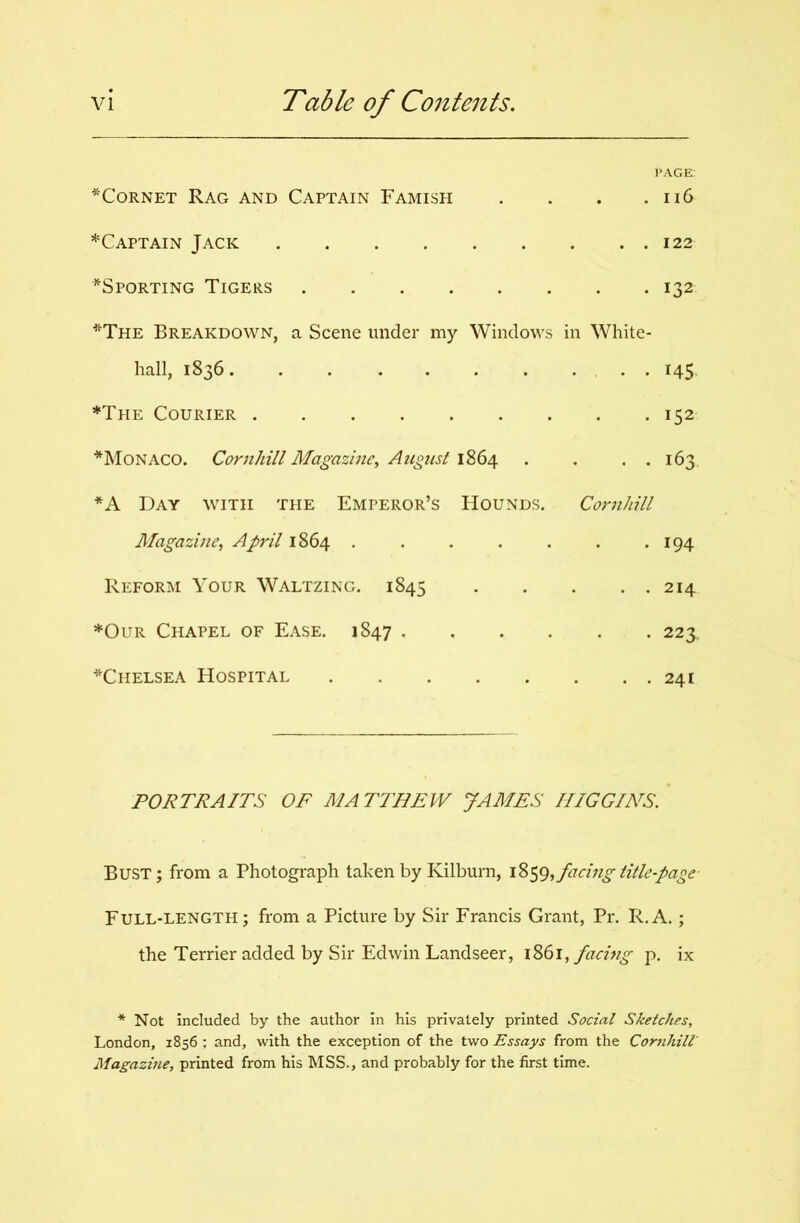 vi Table of Contents.
PAGE
*CORNET RAG AND CAPTAIN FAMISH . . . . 116
*CAPTAIN JACK . . . . . . . . . 122
*SPORTING TIGERS . . . . . . . . 132
*THE BREAKDOWN, a Scene under my Windows in White-
hall, 1836. . . . . . . . . . . 145
*THE COURIER . . . . . . . . . 152
*MONACO. Cornhill Magazine, August 1864 . . . . 163
*A DAY WITH THE EMPEROR'S HOUNDS. Cornhill
Magazine, April 1864 . . . . . . . 194
REFORM YOUR WALTZING. 1845 . . . . . 214
*OUR CHAPEL OF EASE. 1847 . . . . . . 223
*CHELSEA HOSPITAL . . . . . . . . 241
PORTRAITS OF MATTHEW JAMES HIGGINS.
BUST; from a Photograph taken by Kilburn, 1859, facing title-page
FULL-LENGTH; from a Picture by Sir Francis Grant, Pr. R.A.;
the Terrier added by Sir Edwin Landseer, 1861, facing p. ix
* Not included by the author in his privately printed Social Sketches,
London, 1856; and, with the exception of the two Essays from the Cornhill
Magazine, printed from his MSS., and probably for the first time.